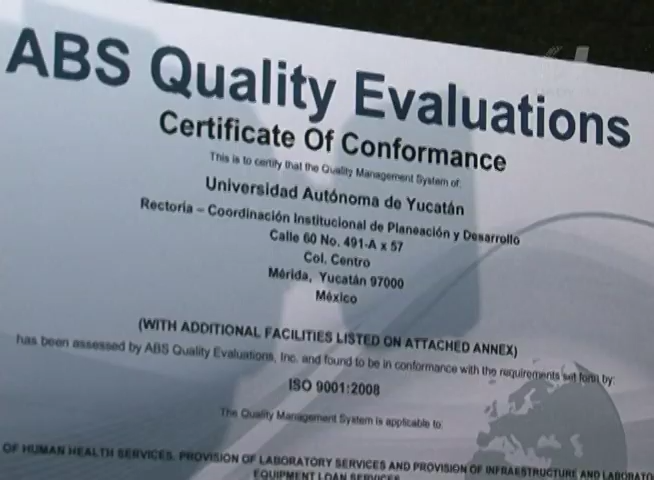 ABS Quality Evaluations
Certificate Of Conformance
This is to certify that the Quality Management System of:
Universidad Autónoma de Yucatán
Rectoría – Coordinación Institucional de Planeación y Desarrollo
Calle 60 No. 491-A x 57
Col. Centro
Mérida, Yucatán 97000
México
(WITH ADDITIONAL FACILITIES LISTED ON ATTACHED ANNEX)
has been assessed by ABS Quality Evaluations, Inc. and found to be in conformance with the requirements set forth by:
ISO 9001:2008
The Quality Management System is applicable to:
OF HUMAN HEALTH SERVICES. PROVISION OF LABORATORY SERVICES AND PROVISION OF INFRAESTRUCTURE AND LABORATO
EQUIPMENT LOAN SERVICES